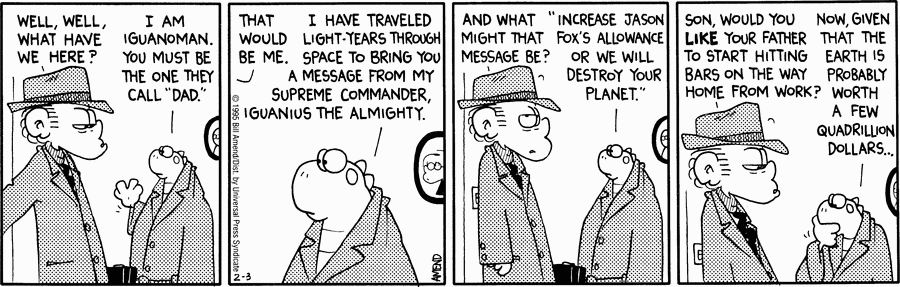 WELL, WELL,
WHAT HAVE
WE HERE?
I AM
IGUANOMAN.
YOU MUST BE
THE ONE THEY
CALL "DAD."
THAT
WOULD
BE ME.
I HAVE TRAVELED
LIGHT-YEARS THROUGH
SPACE TO BRING YOU
A MESSAGE FROM MY
SUPREME COMMANDER,
IGUANIUS THE ALMIGHTY.
© 1995 Bill Amend/Dist. by Universal Press Syndicate
2-3
AMEND
AND WHAT
MIGHT THAT
MESSAGE BE?
"INCREASE JASON
FOX'S ALLOWANCE
OR WE WILL
DESTROY YOUR
PLANET."
SON, WOULD YOU
LIKE YOUR FATHER
TO START HITTING
BARS ON THE WAY
HOME FROM WORK?
NOW, GIVEN
THAT THE
EARTH IS
PROBABLY
WORTH
A FEW
QUADRILLION
DOLLARS...